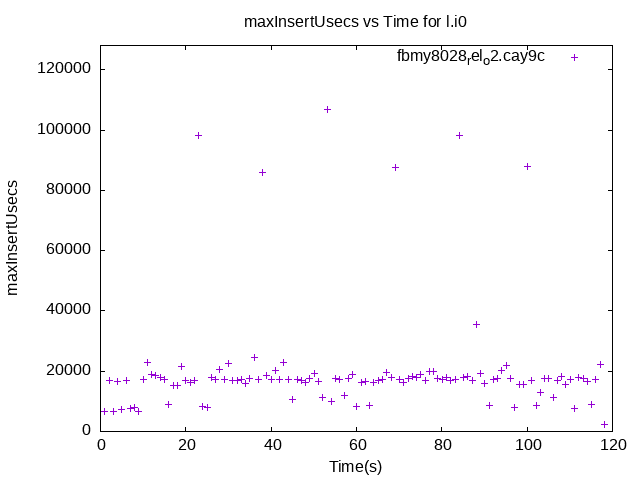 maxInsertUsecs vs Time for l.i0
fbmy8028relo2.cay9c
maxInsertUsecs
120000
100000
80000
60000
40000
20000
0
0 20 40 60 80 100 120
Time(s)